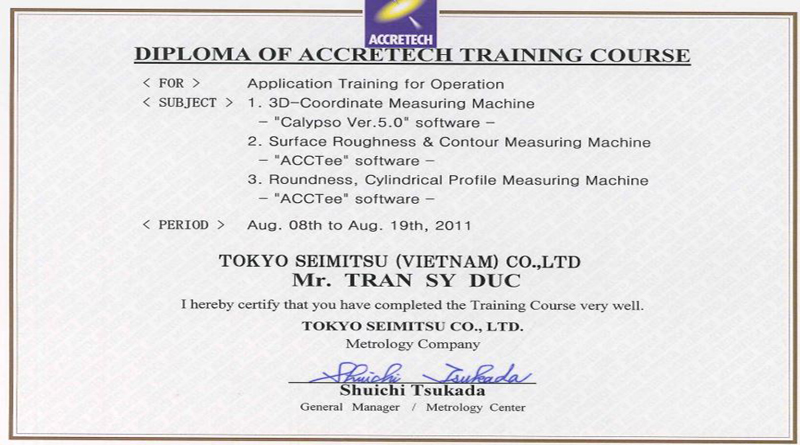 ACCRETECH
DIPLOMA OF ACCRETECH TRAINING COURSE
< FOR > Application Training for Operation
< SUBJECT > 1. 3D-Coordinate Measuring Machine
- "Calypso Ver.5.0" software -
2. Surface Roughness & Contour Measuring Machine
- "ACCTee" software -
3. Roundness, Cylindrical Profile Measuring Machine
- "ACCTee" software -
< PERIOD > Aug. 08th to Aug. 19th, 2011
TOKYO SEIMITSU (VIETNAM) CO.,LTD
Mr. TRAN SY DUC
I hereby certify that you have completed the Training Course very well.
TOKYO SEIMITSU CO., LTD.
Metrology Company
Shuichi Tsukada
Shuichi Tsukada
General Manager / Metrology Center